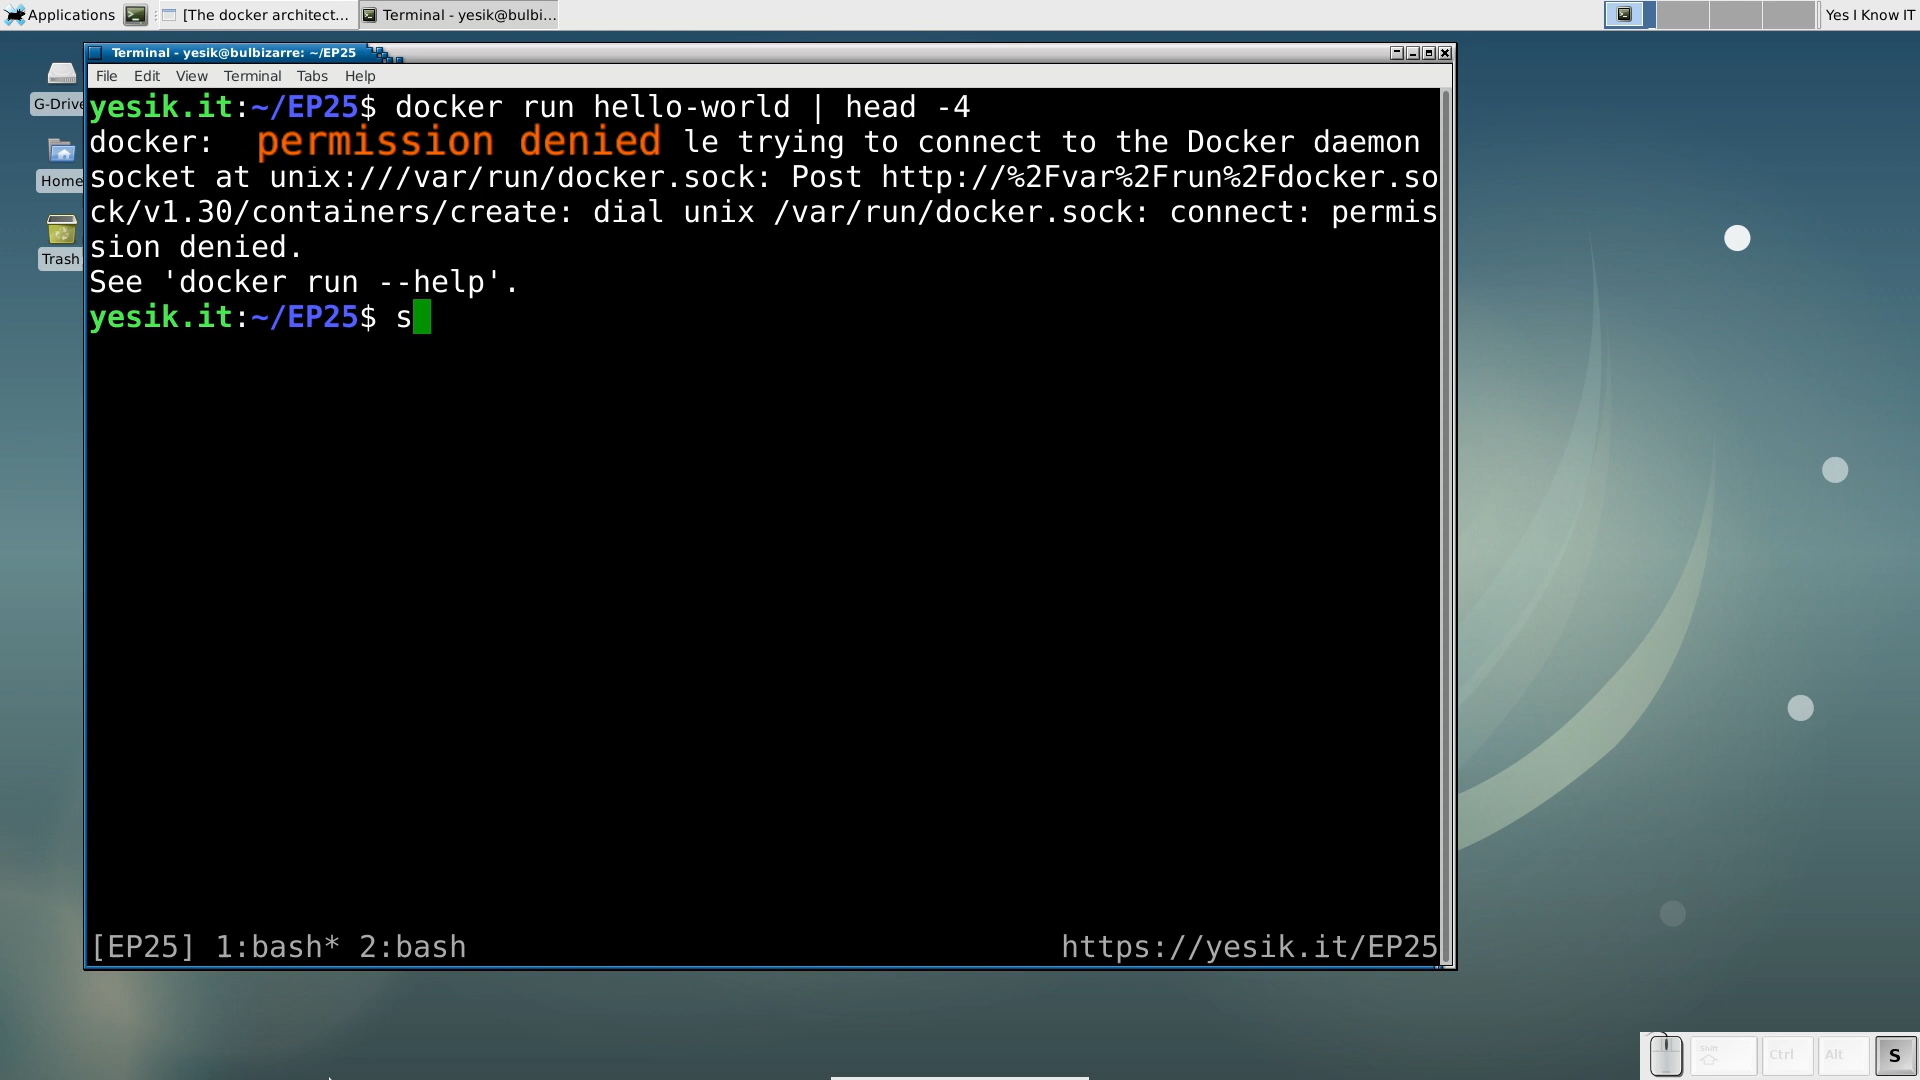 Applications
[The docker architect...
Terminal - yesik@bulbi...
Yes I Know IT
Terminal - yesik@bulbizarre: ~/EP25
File Edit View Terminal Tabs Help
G-Drive
Home
Trash
yesik.it:~/EP25$ docker run hello-world | head -4
docker: permission denied le trying to connect to the Docker daemon
socket at unix:///var/run/docker.sock: Post http://%2Fvar%2Frun%2Fdocker.so
ck/v1.30/containers/create: dial unix /var/run/docker.sock: connect: permis
sion denied.
See 'docker run --help'.
yesik.it:~/EP25$ s
[EP25] 1:bash* 2:bash
https://yesik.it/EP25
Shift
Ctrl
Alt
S